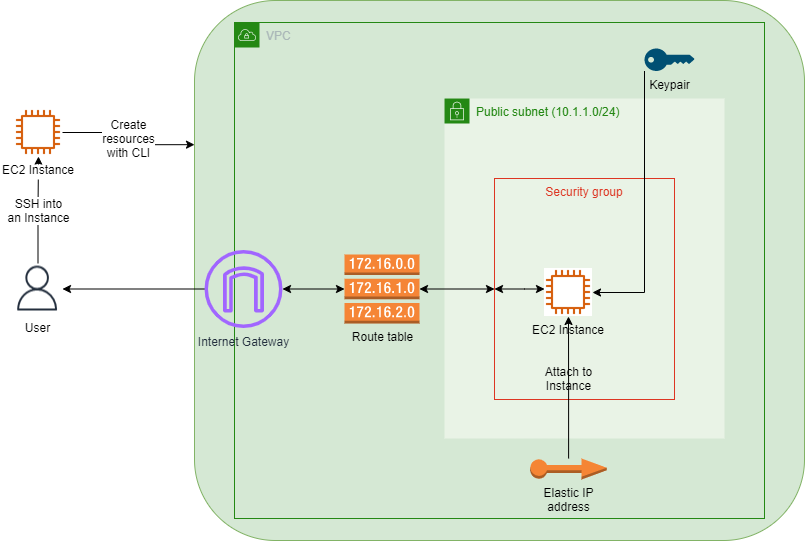 VPC
Keypair
Public subnet (10.1.1.0/24)
Create
resources
with CLI
EC2 Instance
Security group
SSH into
an Instance
172.16.0.0
172.16.1.0
172.16.2.0
User
Internet Gateway
Route table
EC2 Instance
Attach to
Instance
Elastic IP
address